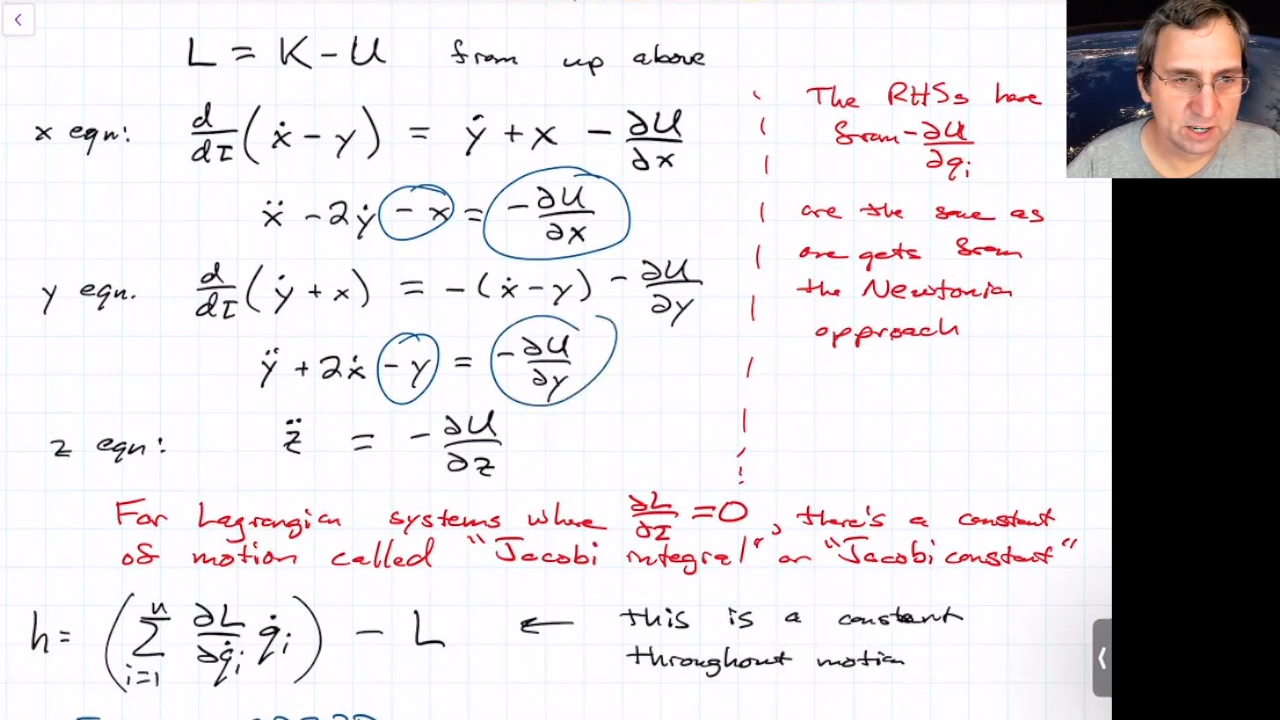 L = K - U from up above
x eqn: d/dτ (ẋ - y) = ẏ + x - ∂U/∂x
ẍ - 2ẏ - x = -∂U/∂x
y eqn. d/dτ (ẏ + x) = -(ẋ - y) - ∂U/∂y
ÿ + 2ẋ - y = -∂U/∂y
z eqn: z̈ = -∂U/∂z
The RHSs here
from -∂U/∂qᵢ
are the same as
one gets from
the Newtonian
approach
For Lagrangian systems where ∂L/∂τ = 0, there's a constant
of motion called "Jacobi integral" or "Jacobi constant"
h = (∑ⁿᵢ₌₁ ∂L/∂q̇ᵢ q̇ᵢ) - L ← this is a constant
throughout motion